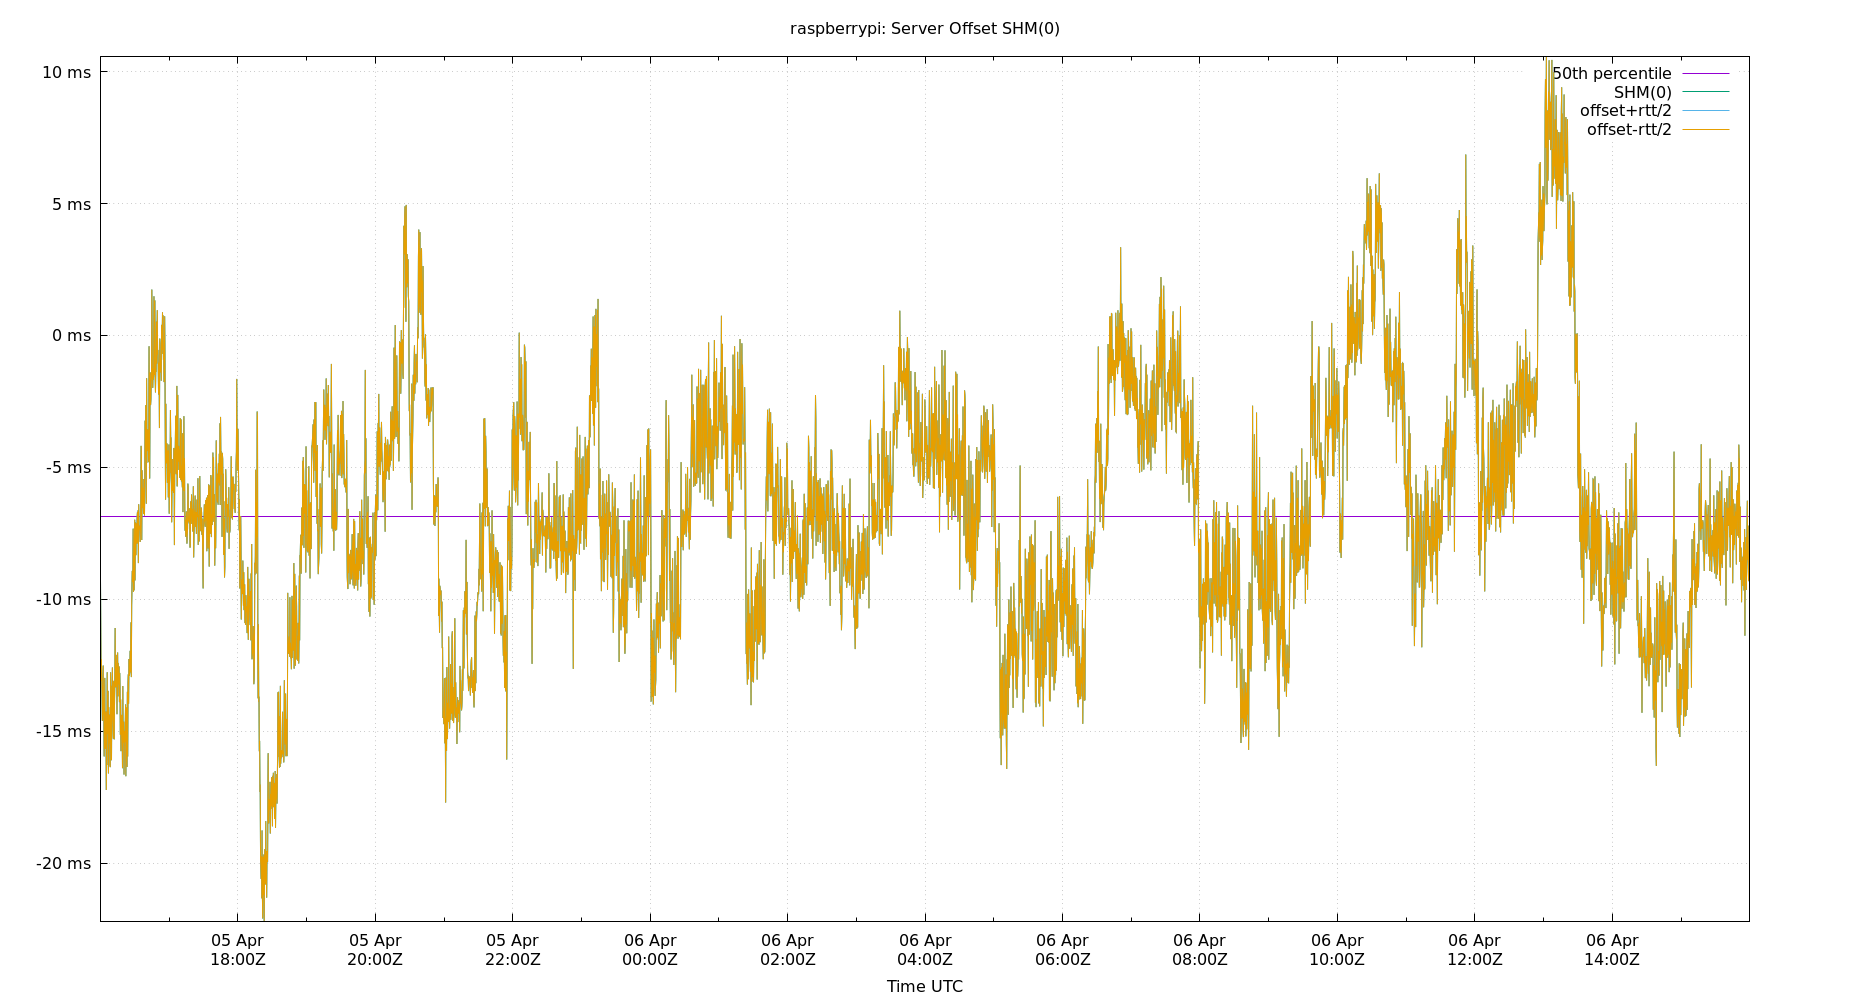 raspberrypi: Server Offset SHM(0)
10 ms
5 ms
0 ms
-5 ms
-10 ms
-15 ms
-20 ms
50th percentile
SHM(0)
offset+rtt/2
offset-rtt/2
05 Apr 05 Apr 05 Apr 06 Apr 06 Apr 06 Apr 06 Apr 06 Apr 06 Apr 06 Apr 06 Apr
18:00Z 20:00Z 22:00Z 00:00Z 02:00Z 04:00Z 06:00Z 08:00Z 10:00Z 12:00Z 14:00Z
Time UTC